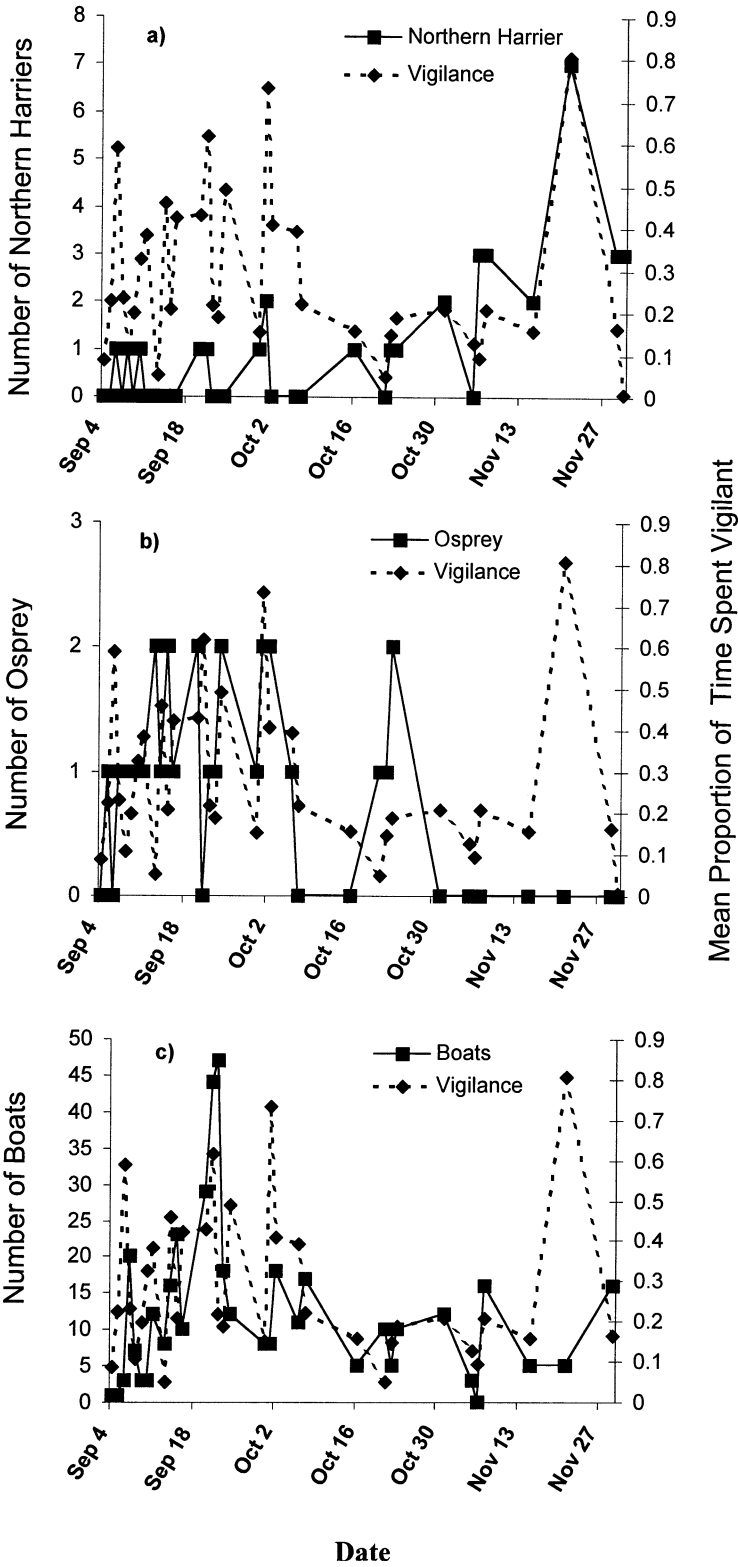 a)
Northern Harrier
Vigilance
Number of Northern Harriers
8
7
6
5
4
3
2
1
0
0.9
0.8
0.7
0.6
0.5
0.4
0.3
0.2
0.1
0
Sep 4
Sep 18
Oct 2
Oct 16
Oct 30
Nov 13
Nov 27
b)
Osprey
Vigilance
Number of Osprey
3
2
1
0
0.9
0.8
0.7
0.6
0.5
0.4
0.3
0.2
0.1
0
Mean Proportion of Time Spent Vigilant
Sep 4
Sep 18
Oct 2
Oct 16
Oct 30
Nov 13
Nov 27
c)
Boats
Vigilance
Number of Boats
50
45
40
35
30
25
20
15
10
5
0
0.9
0.8
0.7
0.6
0.5
0.4
0.3
0.2
0.1
0
Sep 4
Sep 18
Oct 2
Oct 16
Oct 30
Nov 13
Nov 27
Date